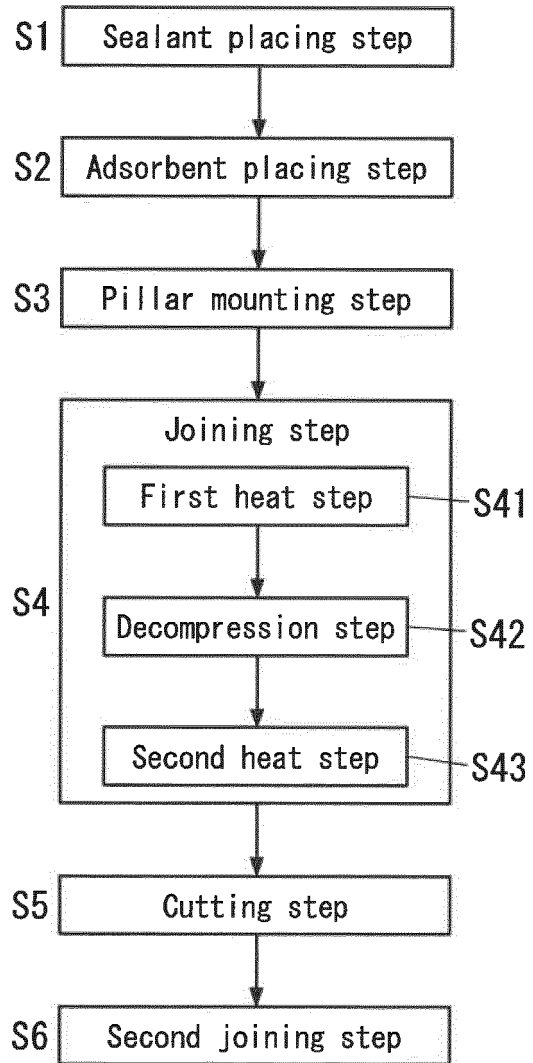 S1 Sealant placing step
S2 Adsorbent placing step
S3 Pillar mounting step
Joining step
First heat step S41
S4
Decompression step S42
Second heat step S43
S5 Cutting step
S6 Second joining step